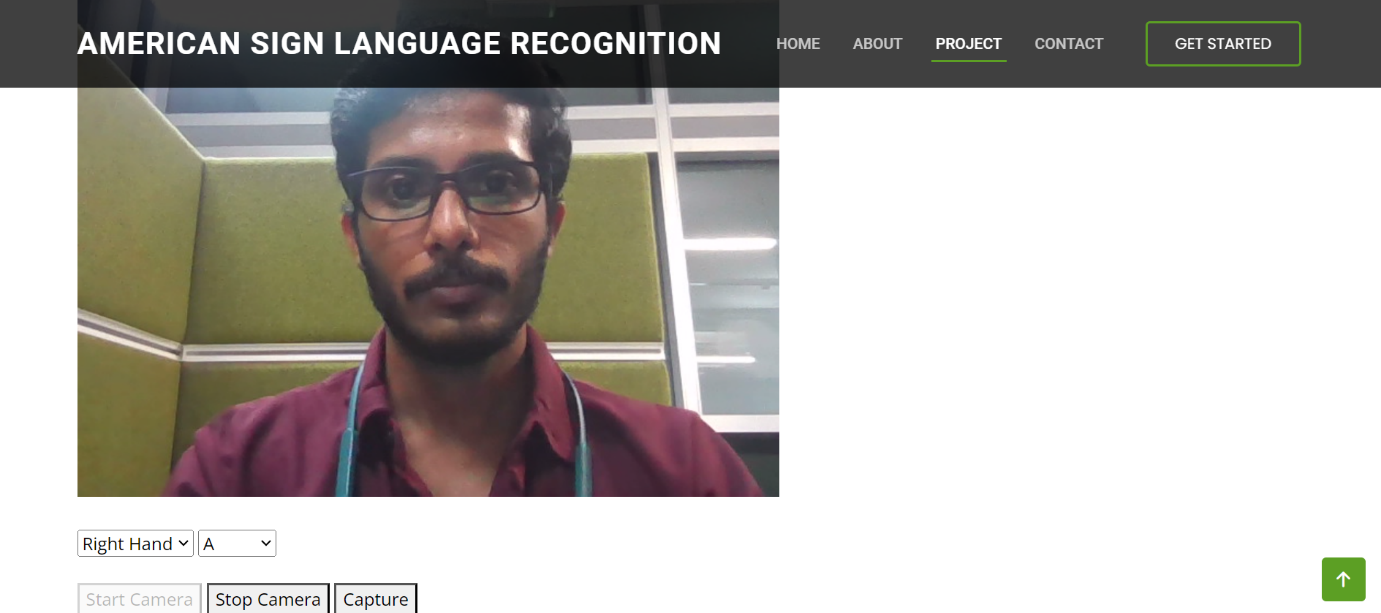 AMERICAN SIGN LANGUAGE RECOGNITION
HOME ABOUT PROJECT CONTACT GET STARTED
Right Hand A
Start Camera Stop Camera Capture